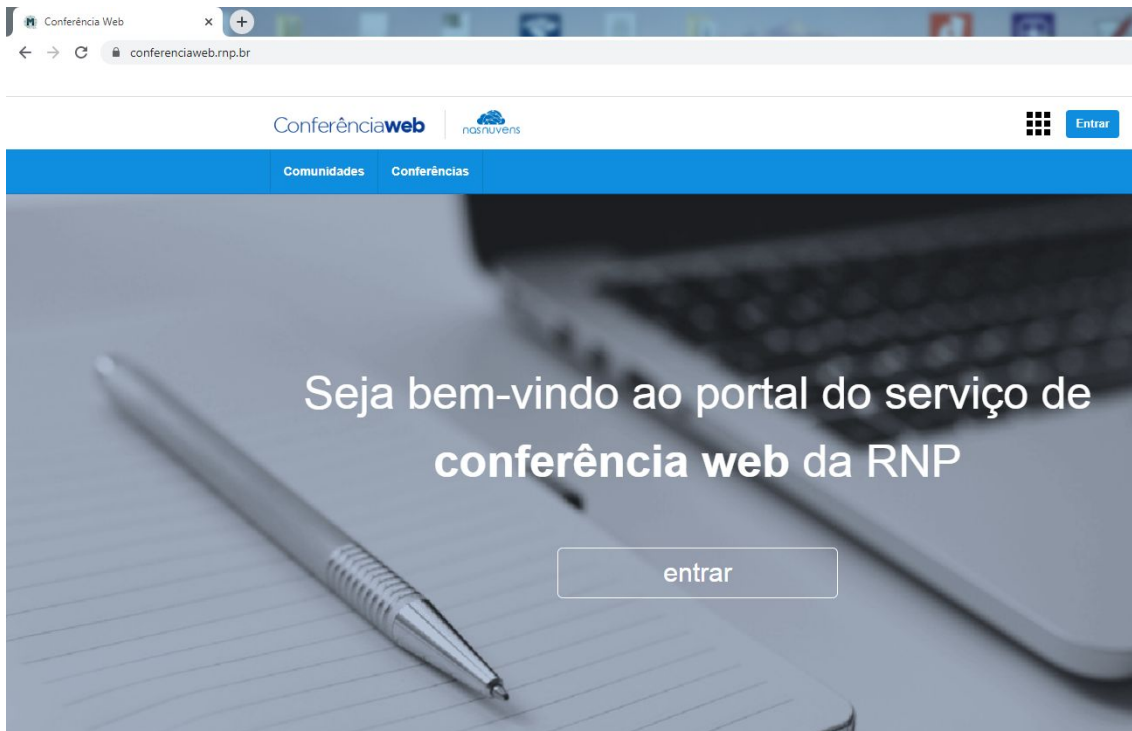 Conferência Web
conferenciaweb.rnp.br
Conferênciaweb
nasnuvens
Entrar
Comunidades
Conferências
Seja bem-vindo ao portal do serviço de
conferência web da RNP
entrar